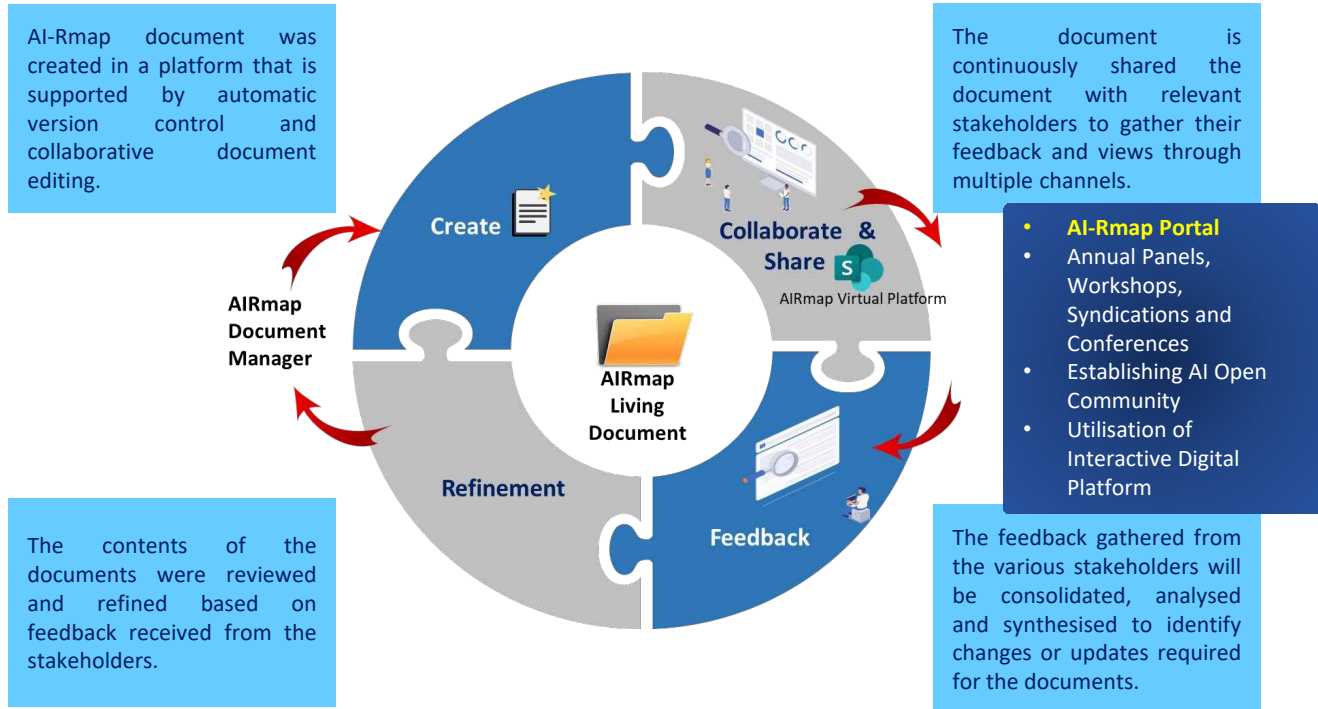 AI-Rmap document was
created in a platform that is
supported by automatic
version control and
collaborative document
editing.
The document is
continuously shared the
document with relevant
stakeholders to gather their
feedback and views through
multiple channels.
Create
Collaborate &
Share
S
AIRmap Virtual Platform
• AI-Rmap Portal
• Annual Panels,
Workshops,
Syndications and
Conferences
• Establishing AI Open
Community
• Utilisation of
Interactive Digital
Platform
AIRmap
Document
Manager
AIRmap
Living
Document
Refinement
Feedback
The contents of the
documents were reviewed
and refined based on
feedback received from the
stakeholders.
The feedback gathered from
the various stakeholders will
be consolidated, analysed
and synthesised to identify
changes or updates required
for the documents.